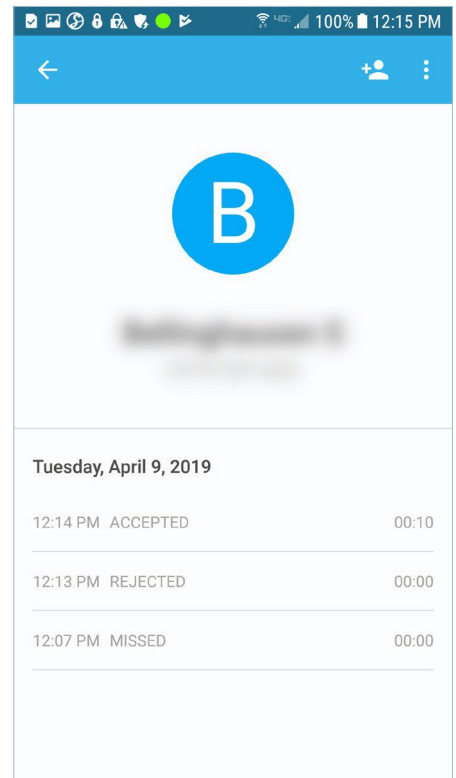 4GE 100% 12:15 PM
B
Tuesday, April 9, 2019
12:14 PM ACCEPTED 00:10
12:13 PM REJECTED 00:00
12:07 PM MISSED 00:00